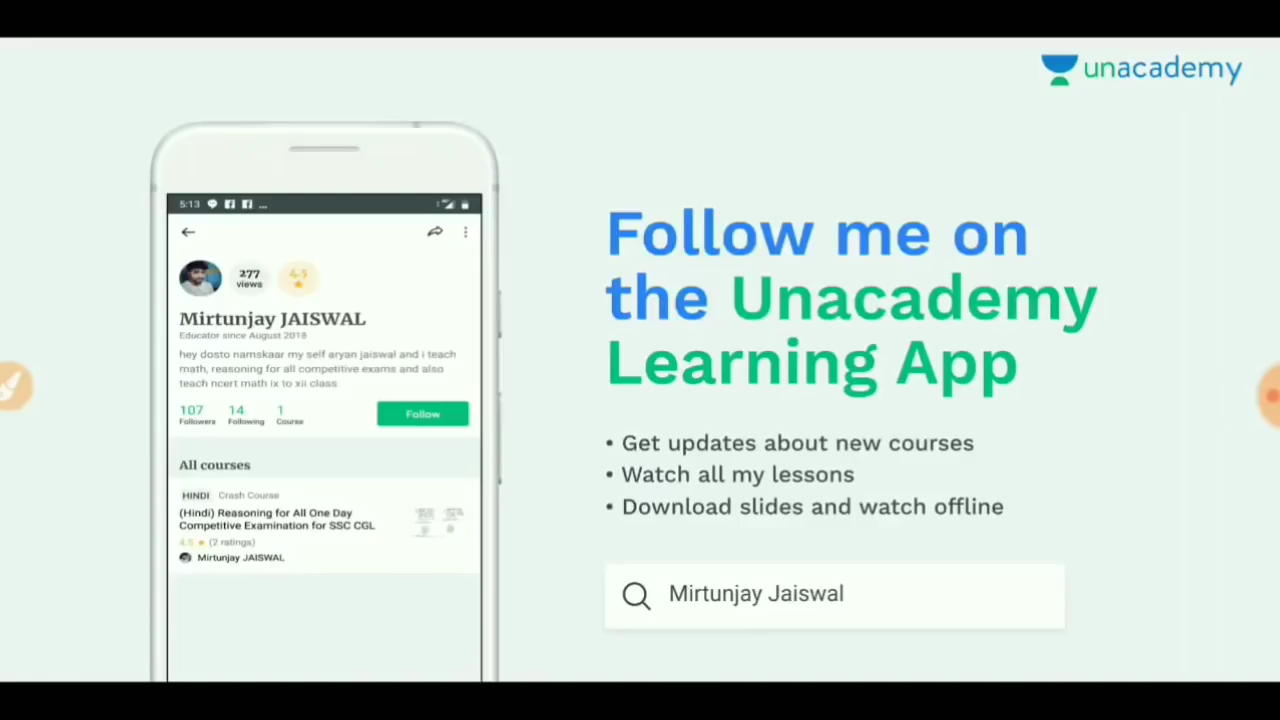 unacademy
5:13
277
views
4.5
Mirtunjay JAISWAL
Educator since August 2018
hey dosto namskaar my self aryan jaiswal and i teach
math, reasoning for all competitive exams and also
teach ncert math ix to xii class
107 14 1
Followers Following Course
Follow
All courses
HINDI Crash Course
(Hindi) Reasoning for All One Day
Competitive Examination for SSC CGL
4.5 ★ (2 ratings)
Mirtunjay JAISWAL
Follow me on
the Unacademy
Learning App
• Get updates about new courses
• Watch all my lessons
• Download slides and watch offline
Mirtunjay Jaiswal